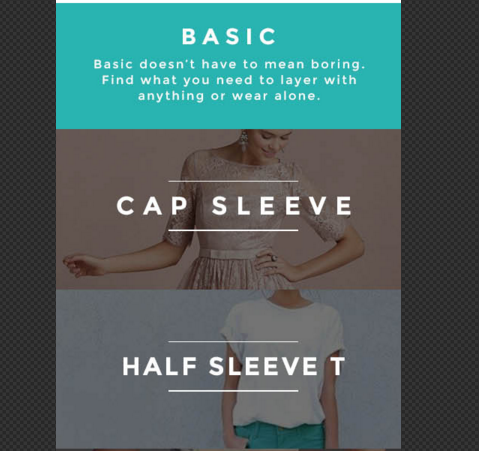 BASIC
Basic doesn't have to mean boring.
Find what you need to layer with
anything or wear alone.
CAP SLEEVE
HALF SLEEVE T